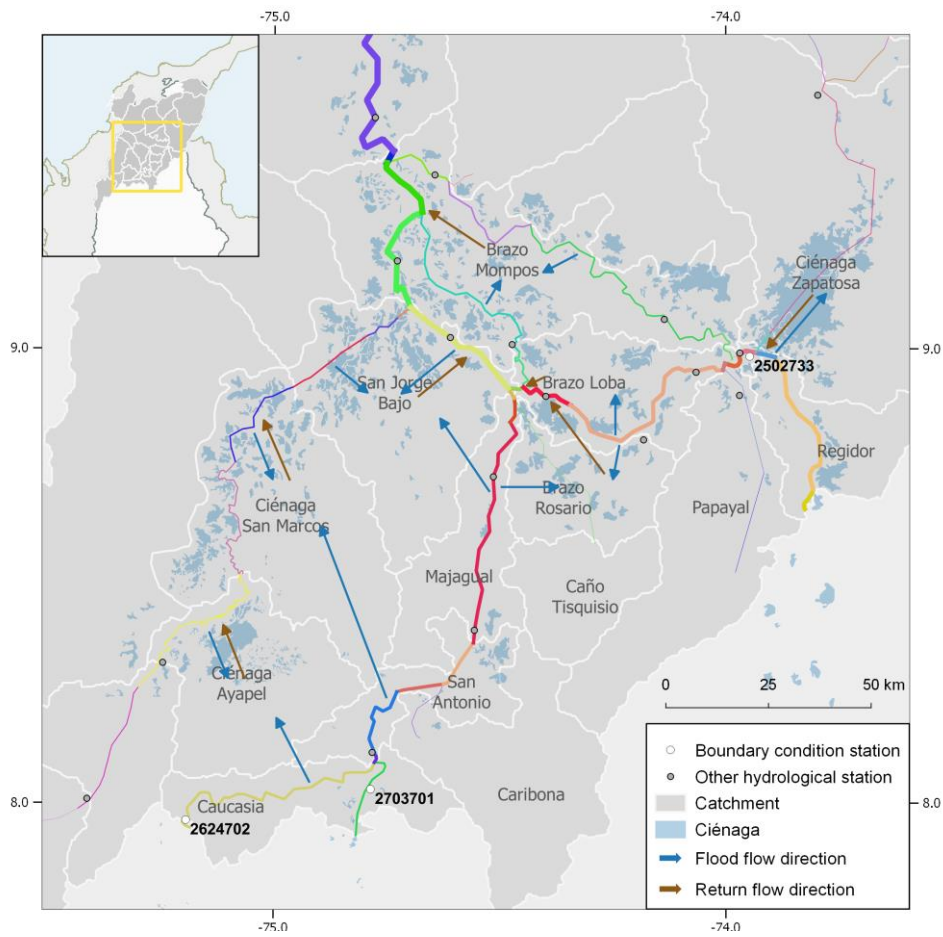 -75.0
-74.0
9.0
9.0
Brazo
Mompos
Ciénaga
Zapatosa
2502733
San Jorge
Bajo
Brazo Loba
Regidor
Ciénaga
San Marcos
Brazo
Rosario
Papayal
Majagual
Caño
Tisquisio
Ciénaga
Ayapel
San
Antonio
0 25 50 km
8.0
8.0
Caucasia
2624702
2703701
Caribona
Boundary condition station
Other hydrological station
Catchment
Ciénaga
Flood flow direction
Return flow direction
-75.0
-74.0